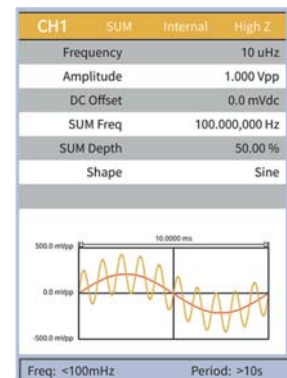 CH1 SUM Internal High Z
Frequency 10 uHz
Amplitude 1.000 Vpp
DC Offset 0.0 mVdc
SUM Freq 100.000,000 Hz
SUM Depth 50.00 %
Shape Sine
10.0000 ms
500.0 mVpp
0.0 mVpp
-500.0 mVpp
Freq: <100mHz Period: >10s